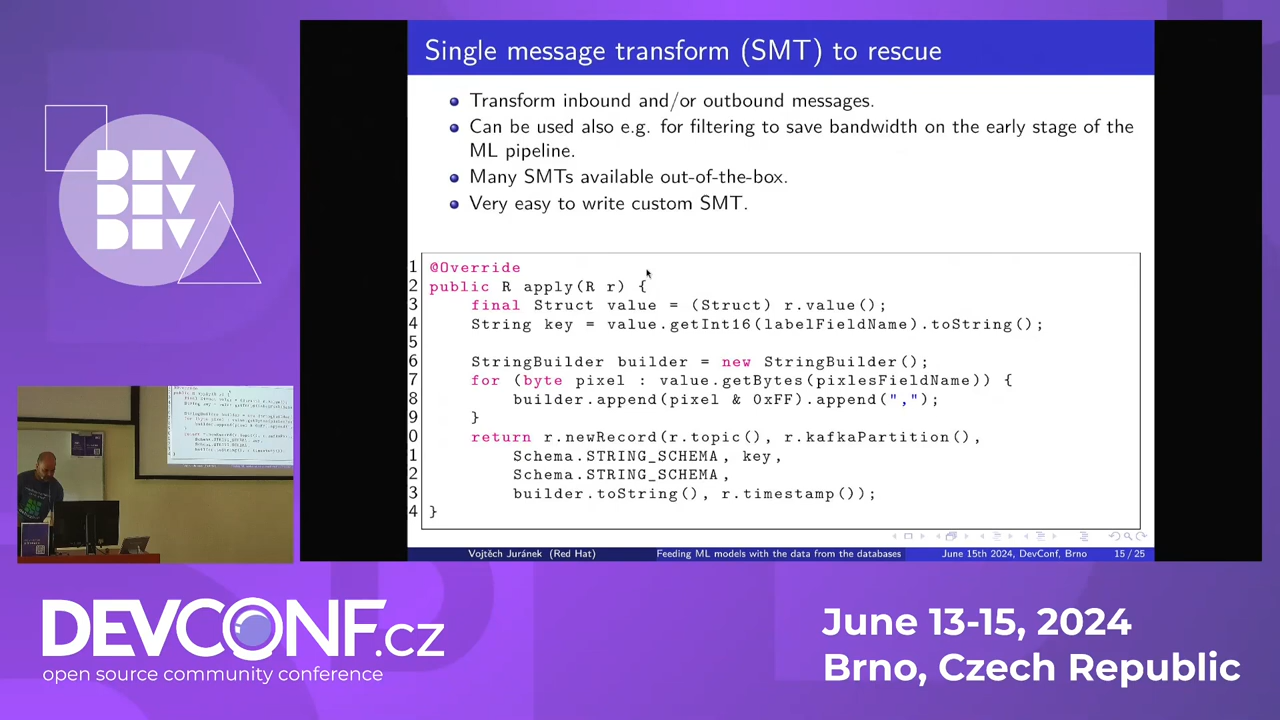 Single message transform (SMT) to rescue
Transform inbound and/or outbound messages.
Can be used also e.g. for filtering to save bandwidth on the early stage of the
ML pipeline.
Many SMTs available out-of-the-box.
Very easy to write custom SMT.
1 @Override
2 public R apply(R r) {
3 final Struct value = (Struct) r.value();
4 String key = value.getInt16(labelFieldName).toString();
5
6 StringBuilder builder = new StringBuilder();
7 for (byte pixel : value.getBytes(pixlesFieldName)) {
8 builder.append(pixel & 0xFF).append(",");
9 }
0 return r.newRecord(r.topic(), r.kafkaPartition(),
1 Schema.STRING_SCHEMA, key,
2 Schema.STRING_SCHEMA,
3 builder.toString(), r.timestamp());
4 }
Vojtěch Juránek (Red Hat) Feeding ML models with the data from the databases June 15th 2024, DevConf, Brno 15 / 25
DEV
DEV
DEV
DEVCONF.cz
open source community conference
June 13-15, 2024
Brno, Czech Republic